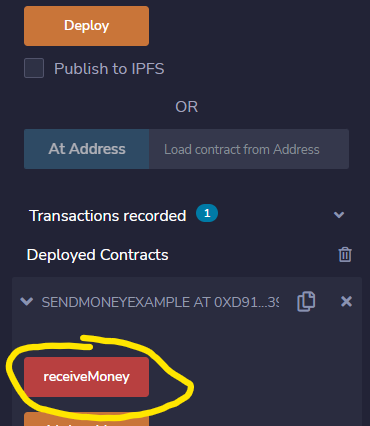 Deploy
Publish to IPFS
OR
At Address Load contract from Address
Transactions recorded 1
Deployed Contracts
SENDMONEYEXAMPLE AT 0XD91...39
receiveMoney